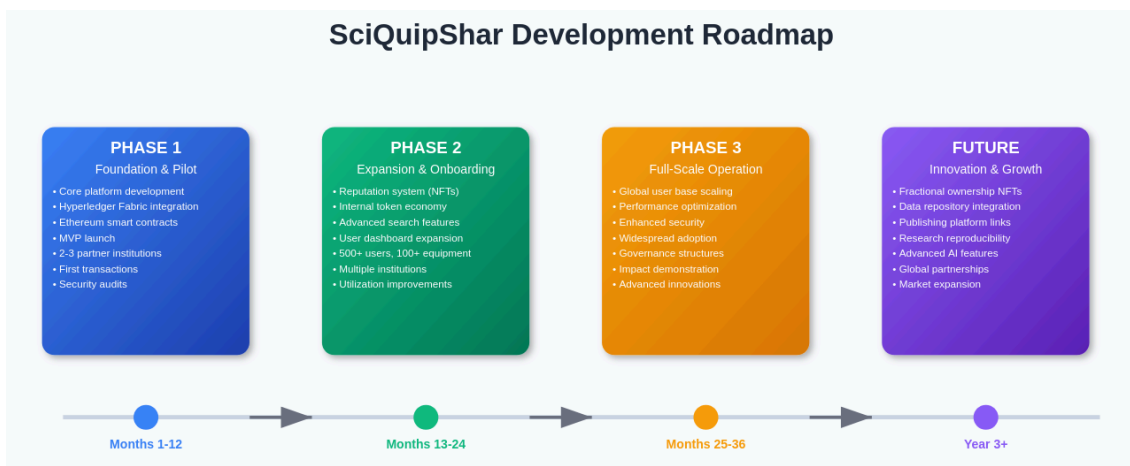 SciQuipShar Development Roadmap
PHASE 1
Foundation & Pilot
• Core platform development
• Hyperledger Fabric integration
• Ethereum smart contracts
• MVP launch
• 2-3 partner institutions
• First transactions
• Security audits
PHASE 2
Expansion & Onboarding
• Reputation system (NFTs)
• Internal token economy
• Advanced search features
• User dashboard expansion
• 500+ users, 100+ equipment
• Multiple institutions
• Utilization improvements
PHASE 3
Full-Scale Operation
• Global user base scaling
• Performance optimization
• Enhanced security
• Widespread adoption
• Governance structures
• Impact demonstration
• Advanced innovations
FUTURE
Innovation & Growth
• Fractional ownership NFTs
• Data repository integration
• Publishing platform links
• Research reproducibility
• Advanced AI features
• Global partnerships
• Market expansion
Months 1-12
Months 13-24
Months 25-36
Year 3+